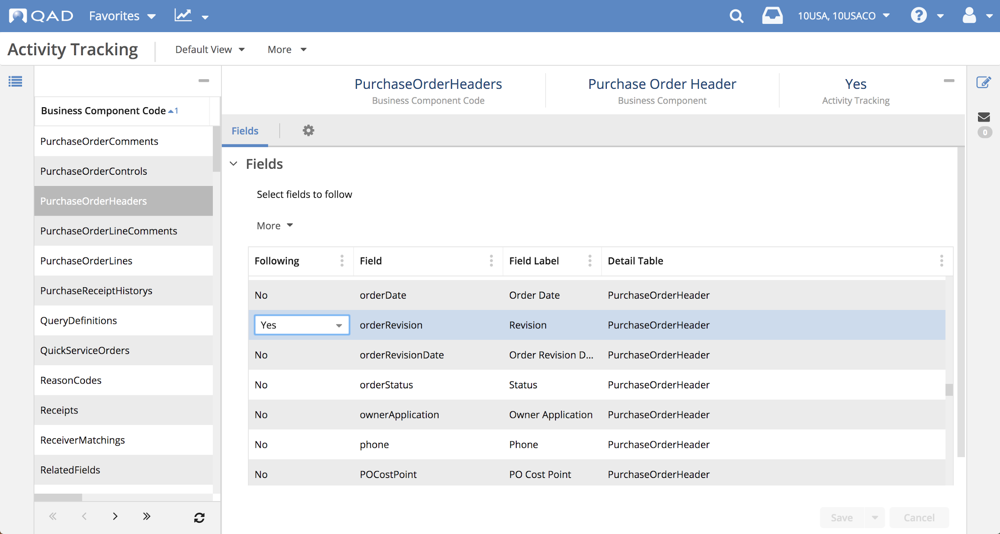 QAD Favorites 10USA, 10USACO ?
Activity Tracking Default View More
Business Component Code 1
PurchaseOrderComments
PurchaseOrderControls
PurchaseOrderHeaders
PurchaseOrderLineComments
PurchaseOrderLines
PurchaseReceiptHistorys
QueryDefinitions
QuickServiceOrders
ReasonCodes
Receipts
ReceiverMatchings
RelatedFields
PurchaseOrderHeaders Purchase Order Header Yes
Business Component Code Business Component Activity Tracking
0
Fields
Fields
Select fields to follow
More
Following Field Field Label Detail Table
No orderDate Order Date PurchaseOrderHeader
Yes orderRevision Revision PurchaseOrderHeader
No orderRevisionDate Order Revision D... PurchaseOrderHeader
No orderStatus Status PurchaseOrderHeader
No ownerApplication Owner Application PurchaseOrderHeader
No phone Phone PurchaseOrderHeader
No POCostPoint PO Cost Point PurchaseOrderHeader
Save Cancel